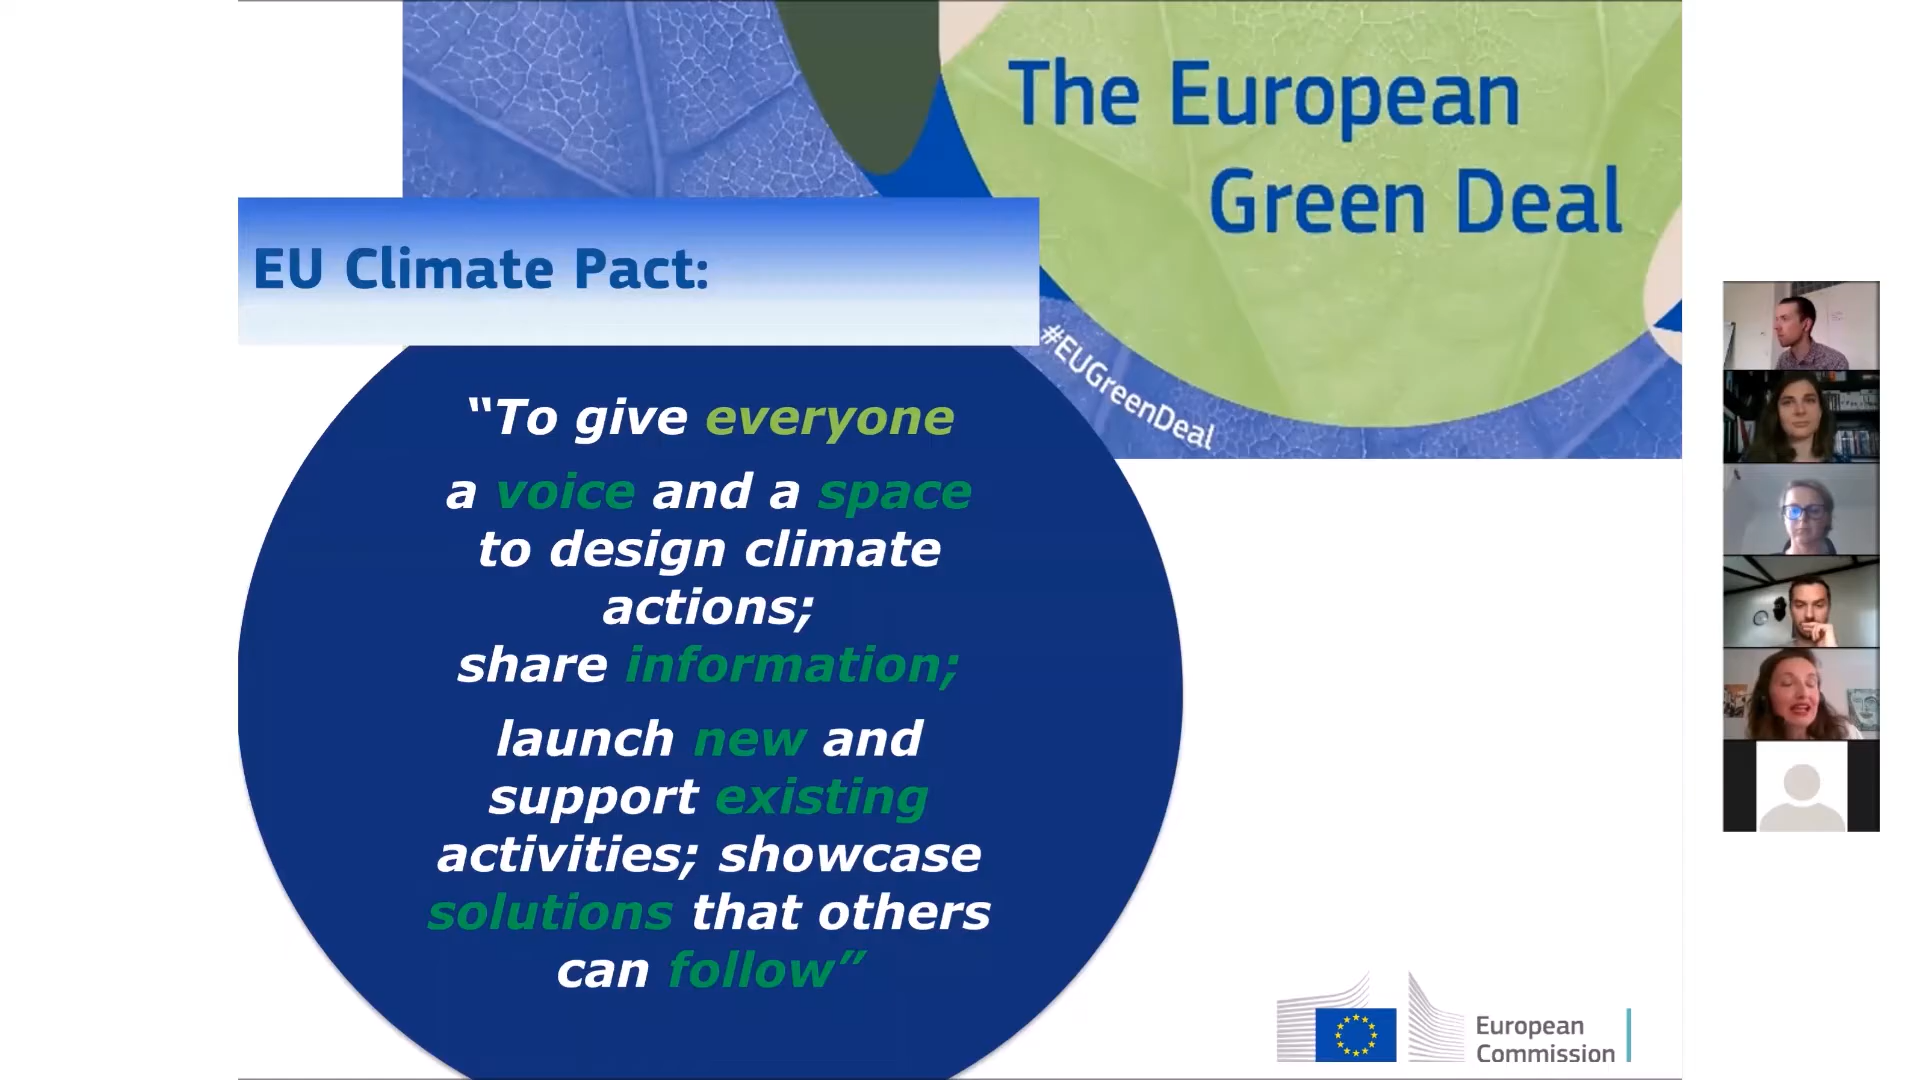 The European
Green Deal
EU Climate Pact:
#EUGreenDeal
“To give everyone
a voice and a space
to design climate
actions;
share information;
launch new and
support existing
activities; showcase
solutions that others
can follow”
European
Commission